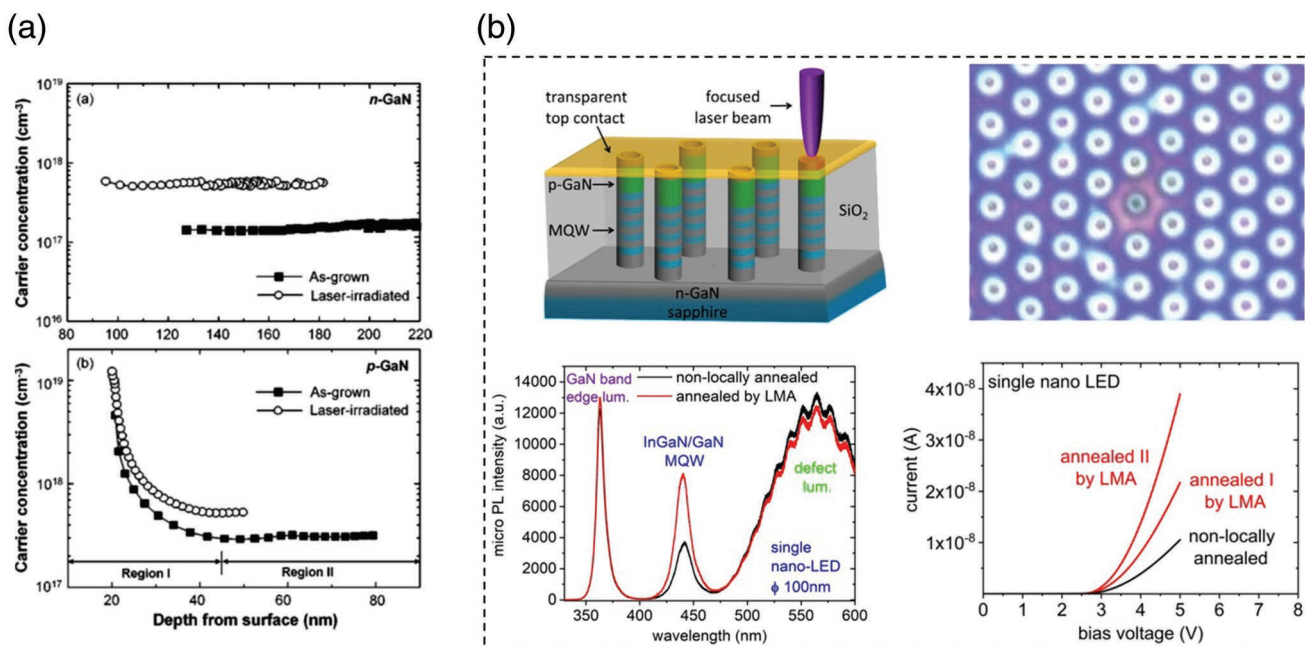 (a)
(a)
n-GaN
Carrier concentration (cm⁻³)
10¹⁹
10¹⁸
10¹⁷
10¹⁶
As-grown
Laser-irradiated
80 100 120 140 160 180 200 220
(b)
p-GaN
Carrier concentration (cm⁻³)
10¹⁹
10¹⁸
10¹⁷
As-grown
Laser-irradiated
Region I
Region II
20 40 60 80
Depth from surface (nm)
(b)
transparent
top contact
focused
laser beam
p-GaN
MQW
SiO₂
n-GaN
sapphire
micro PL intensity (a.u.)
14000
12000
10000
8000
6000
4000
2000
0
GaN band
edge lum.
non-locally annealed
annealed by LMA
InGaN/GaN
MQW
defect
lum.
single
nano-LED
ϕ 100nm
350 400 450 500 550 600
wavelength (nm)
current (A)
4x10⁻⁸
3x10⁻⁸
2x10⁻⁸
1x10⁻⁸
single nano LED
annealed II
by LMA
annealed I
by LMA
non-locally
annealed
0 1 2 3 4 5 6 7 8
bias voltage (V)